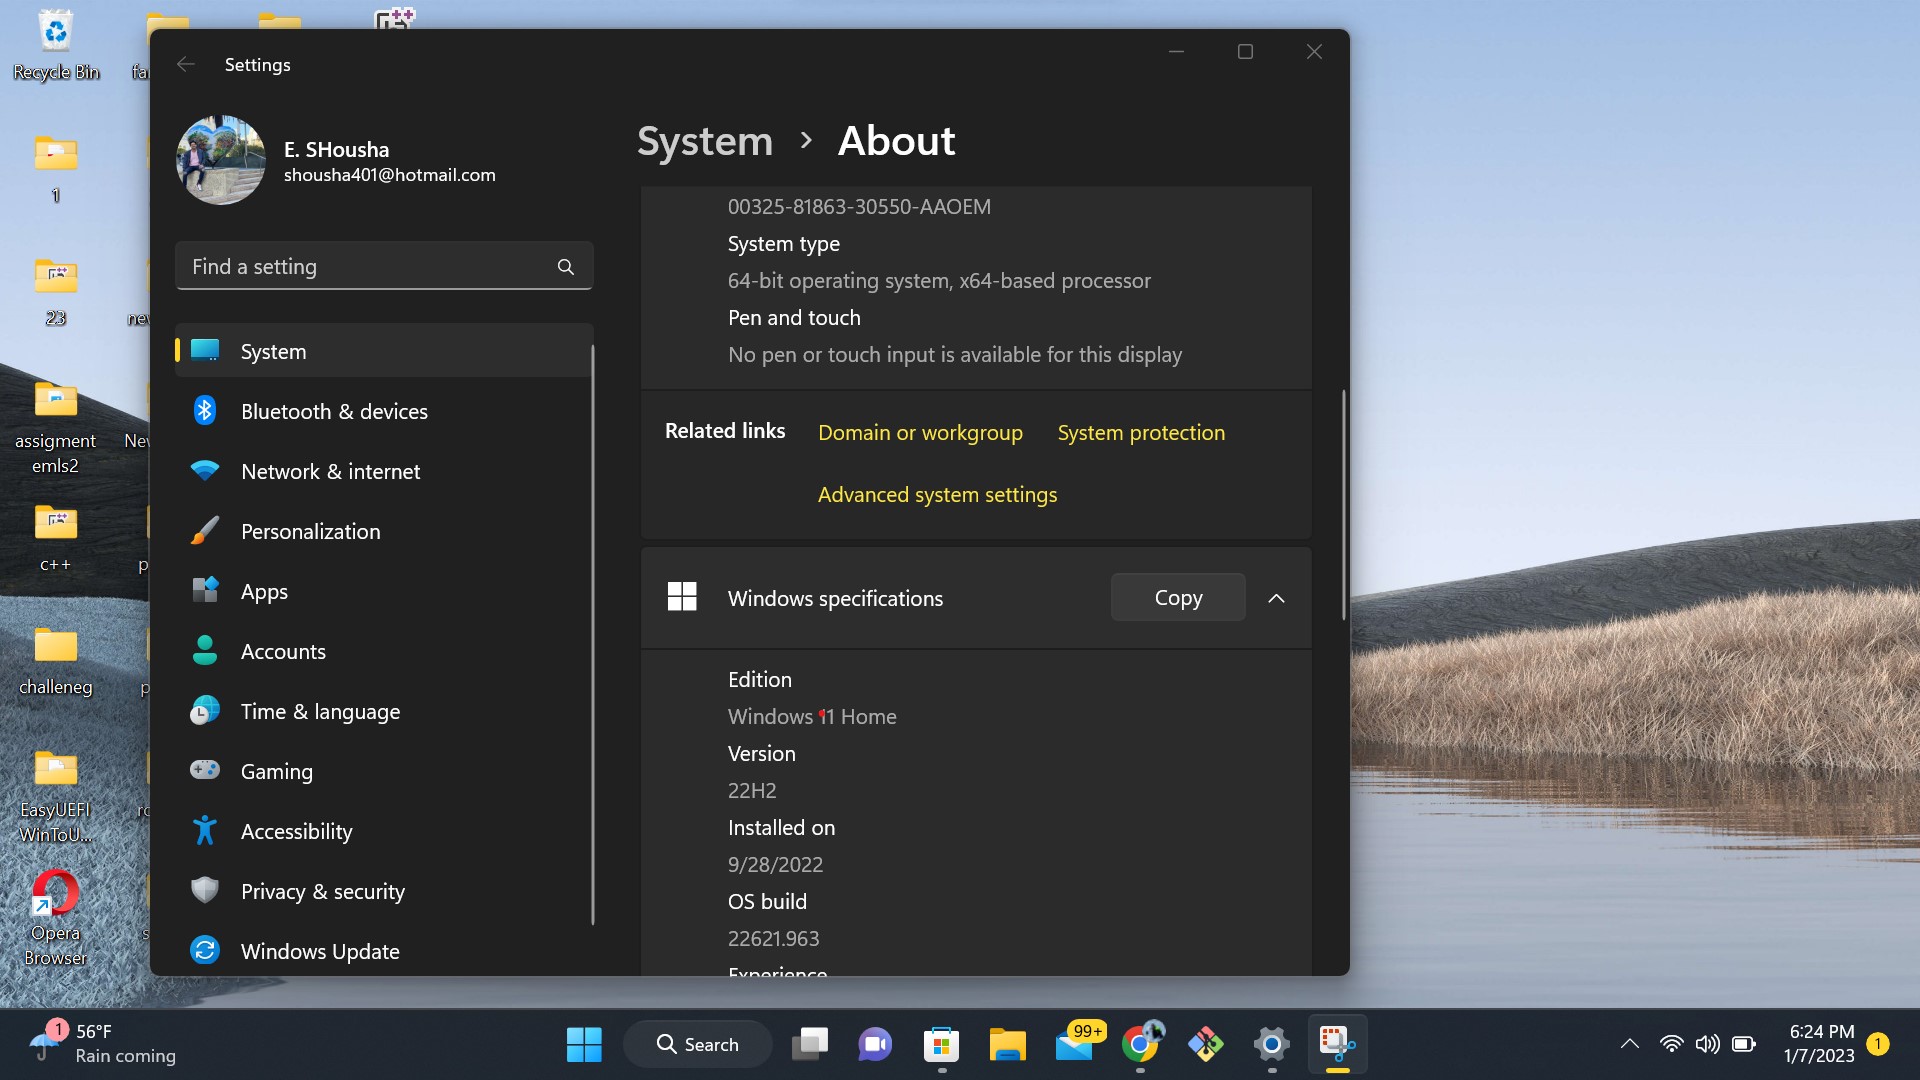 Recycle Bin
fa
1
23
nev
assigment
emls2
Nev
c++
p
challeneg
p
EasyUEFI
WinToU...
ro
Opera
Browser
s
Settings
E. SHousha
shousha401@hotmail.com
Find a setting
System
Bluetooth & devices
Network & internet
Personalization
Apps
Accounts
Time & language
Gaming
Accessibility
Privacy & security
Windows Update
System > About
00325-81863-30550-AAOEM
System type
64-bit operating system, x64-based processor
Pen and touch
No pen or touch input is available for this display
Related links
Domain or workgroup
System protection
Advanced system settings
Windows specifications
Copy
Edition
Windows 11 Home
Version
22H2
Installed on
9/28/2022
OS build
22621.963
Experience
1
56°F
Rain coming
Search
99+
6:24 PM
1/7/2023
1